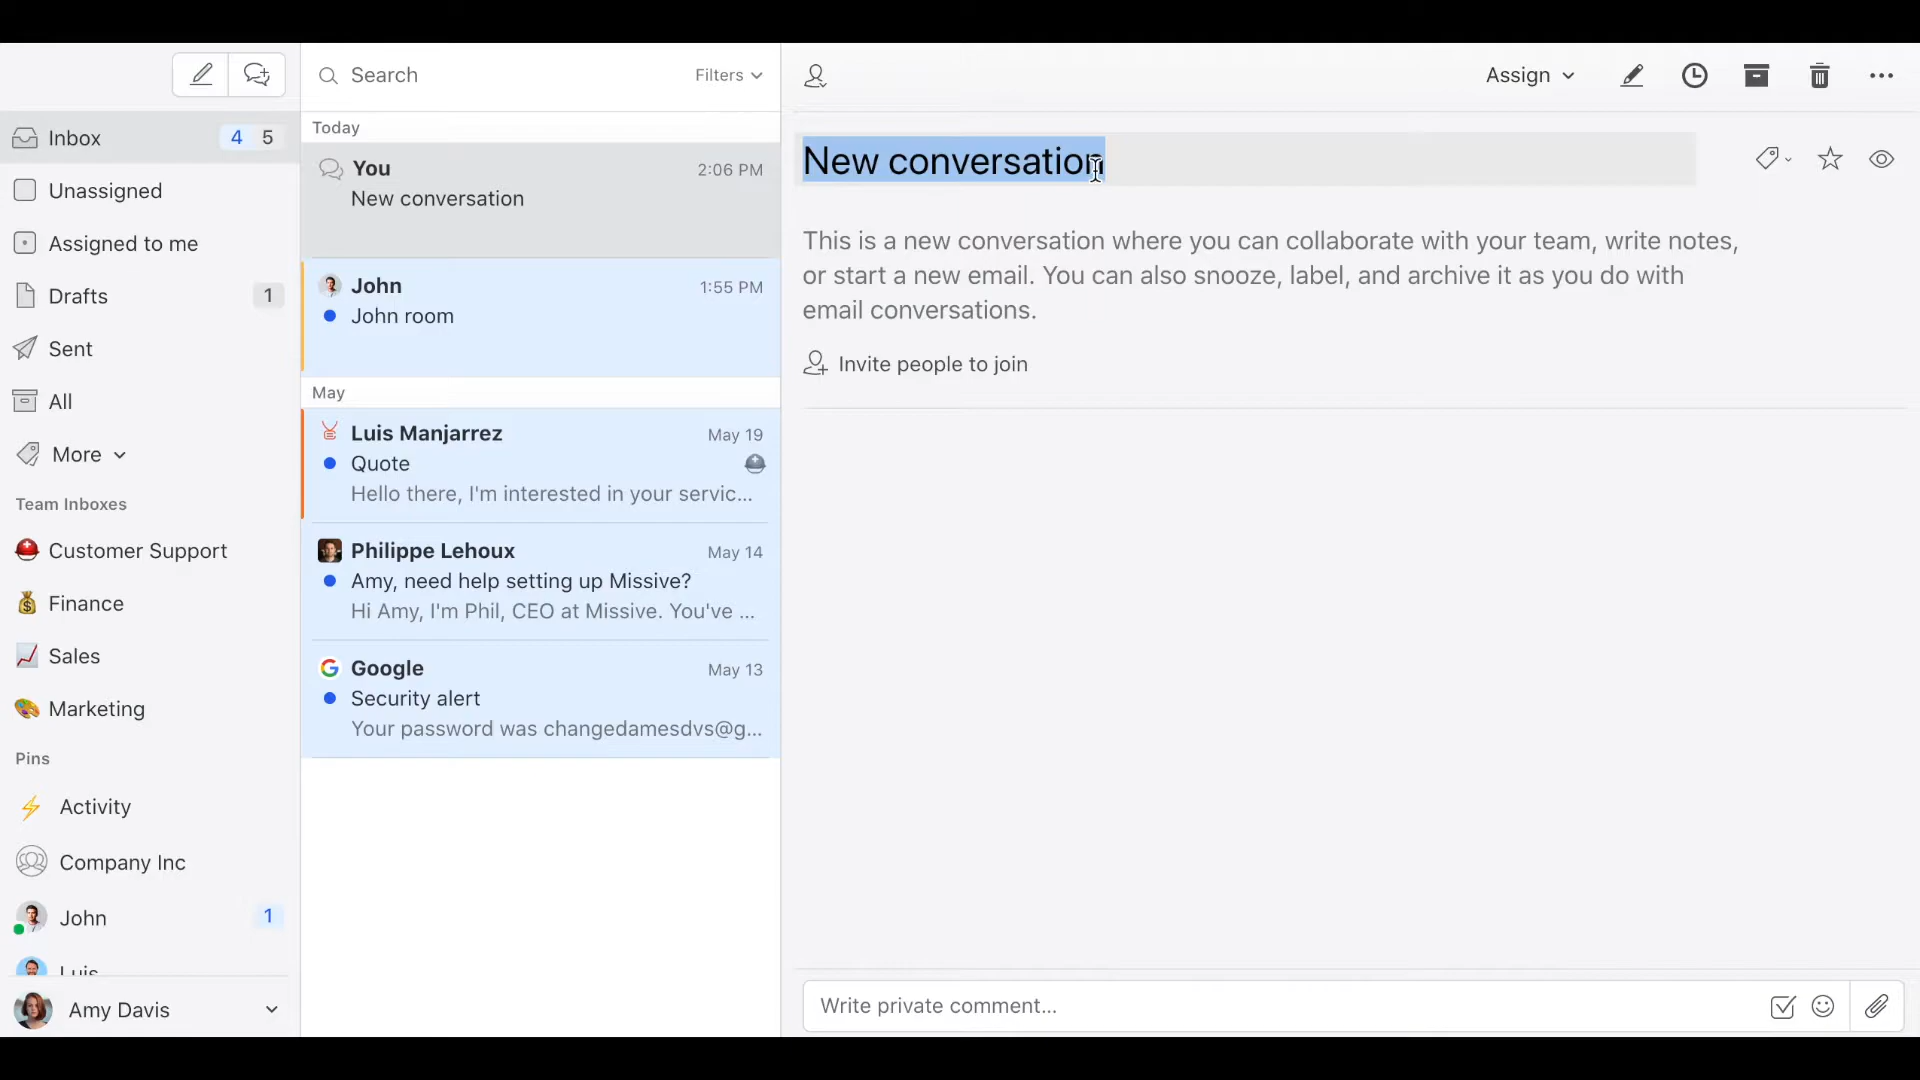 Inbox 4 5
Unassigned
Assigned to me
Drafts 1
Sent
All
More
Team Inboxes
Customer Support
Finance
Sales
Marketing
Pins
Activity
Company Inc
John 1
Luis
Amy Davis
Search Filters
Today
You 2:06 PM
New conversation
John 1:55 PM
John room
May
Luis Manjarrez May 19
Quote
Hello there, I'm interested in your servic...
Philippe Lehoux May 14
Amy, need help setting up Missive?
Hi Amy, I'm Phil, CEO at Missive. You've ...
Google May 13
Security alert
Your password was changedamesdvs@g...
Assign
New conversation
This is a new conversation where you can collaborate with your team, write notes,
or start a new email. You can also snooze, label, and archive it as you do with
email conversations.
Invite people to join
Write private comment...